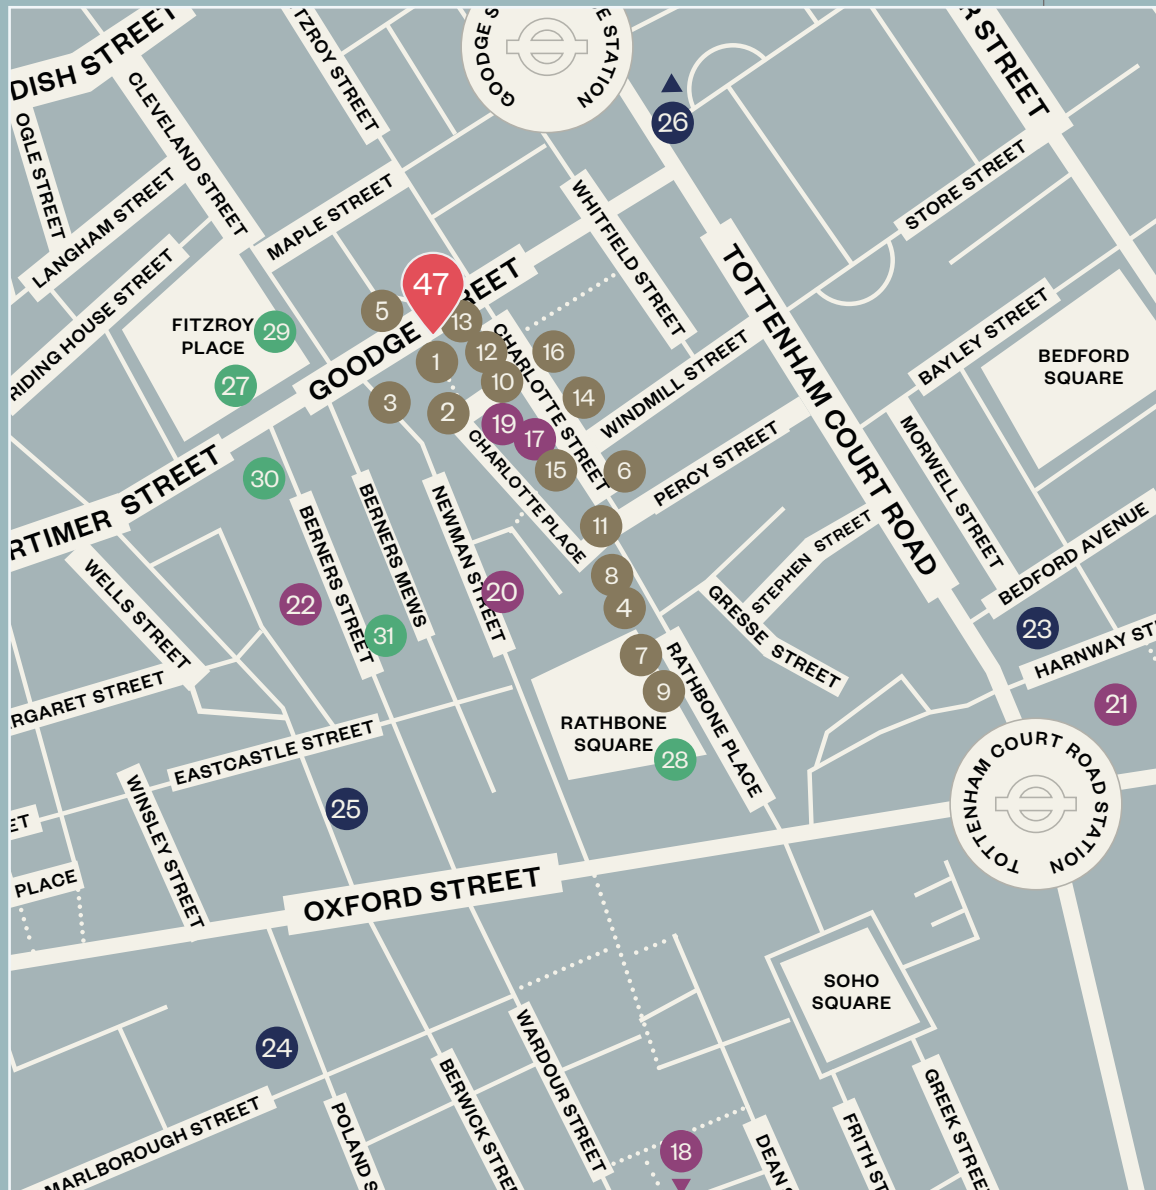 DISH STREET
TZROY STREET
GOODGE S
E STATION
R STREET
OGLE STREET
CLEVELAND STREET
26
LANGHAM STREET
MAPLE STREET
WHITFIELD STREET
STORE STREET
RIDING HOUSE STREET
TOTTENHAM COURT ROAD
GOODGE
REET
47
5
13
FITZROY
PLACE
29
27
1
12
10
16
CHARLOTTE STREET
14
3
2
WINDMILL STREET
BAYLEY STREET
BEDFORD
SQUARE
19
17
15
6
CHARLOTTE PLACE
PERCY STREET
MORWELL STREET
RTIMER STREET
30
BERNERS STREET
BERNERS MEWS
NEWMAN STREET
11
8
4
STEPHEN STREET
GRESSE STREET
BEDFORD AVENUE
WELLS STREET
22
31
20
23
7
9
RATHBONE PLACE
HARNWAY ST
RGARET STREET
21
RATHBONE
SQUARE
28
EASTCASTLE STREET
WINSLEY STREET
25
TOTTENHAM COURT ROAD STATION
ET
PLACE
OXFORD STREET
SOHO
SQUARE
24
WARDOUR STREET
BERWICK STRE
MARLBOROUGH STREET
POLAND S
18
DEAN S
FRITH ST
GREEK STREE